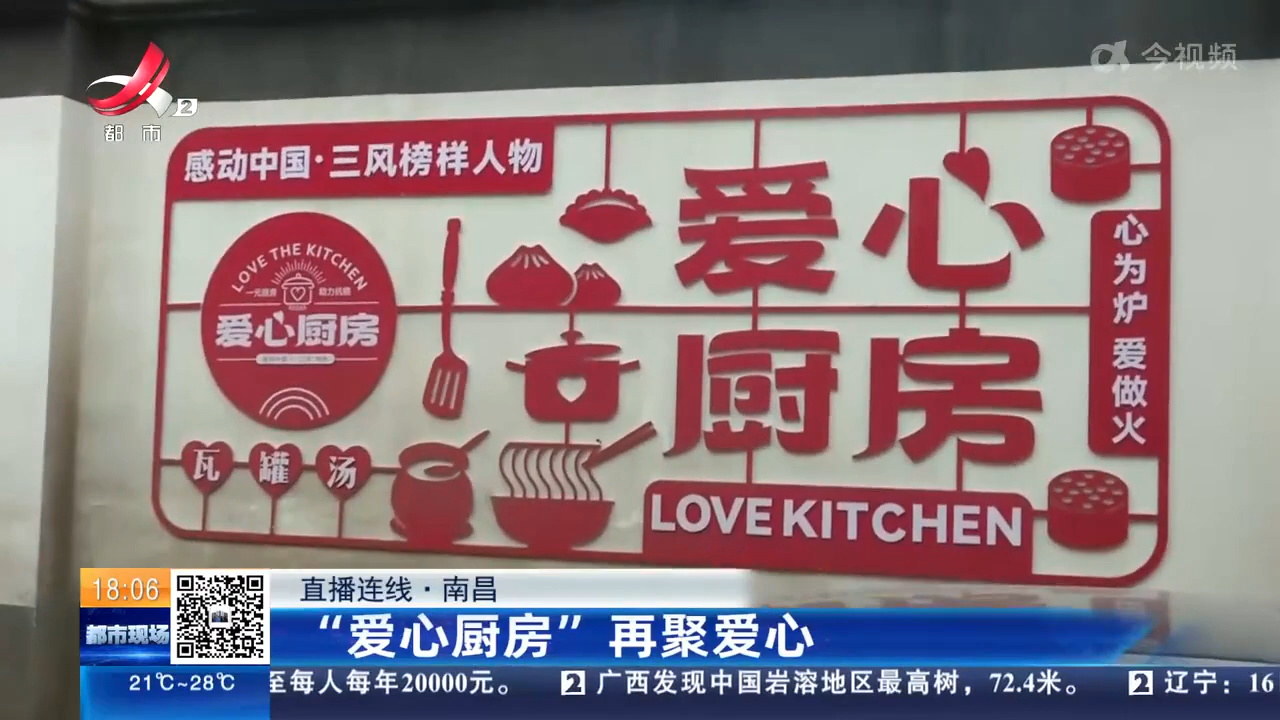 2
都市
今视频
感动中国·三风榜样人物
爱心
厨房
心为炉 爱做火
LOVE THE KITCHEN
爱心厨房
瓦罐汤
LOVE KITCHEN
18:06
直播连线·南昌
都市现场
“爱心厨房”再聚爱心
21℃~28℃
至每人每年20000元。 2 广西发现中国岩溶地区最高树，72.4米。 2 辽宁：16